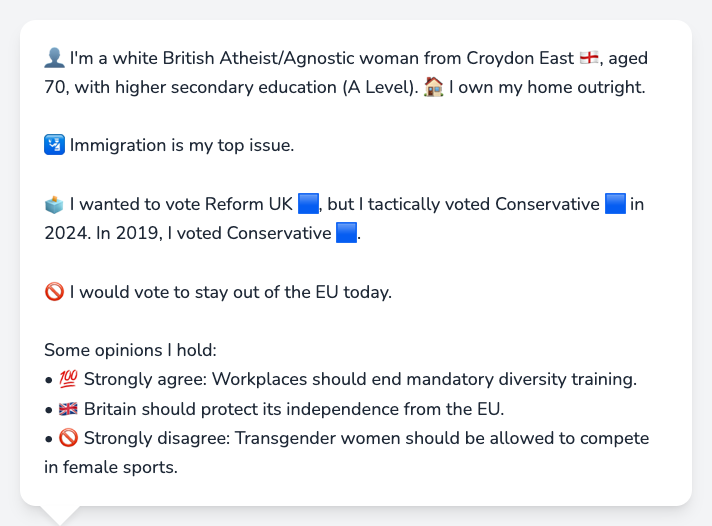 👤 I'm a white British Atheist/Agnostic woman from Croydon East 🏴󠁧󠁢󠁥󠁮󠁧󠁿, aged
70, with higher secondary education (A Level). 🏠 I own my home outright.
🛂 Immigration is my top issue.
🗳️ I wanted to vote Reform UK 🟦, but I tactically voted Conservative 🟦 in
2024. In 2019, I voted Conservative 🟦.
🚫 I would vote to stay out of the EU today.
Some opinions I hold:
• 💯 Strongly agree: Workplaces should end mandatory diversity training.
• 🇬🇧 Britain should protect its independence from the EU.
• 🚫 Strongly disagree: Transgender women should be allowed to compete
in female sports.